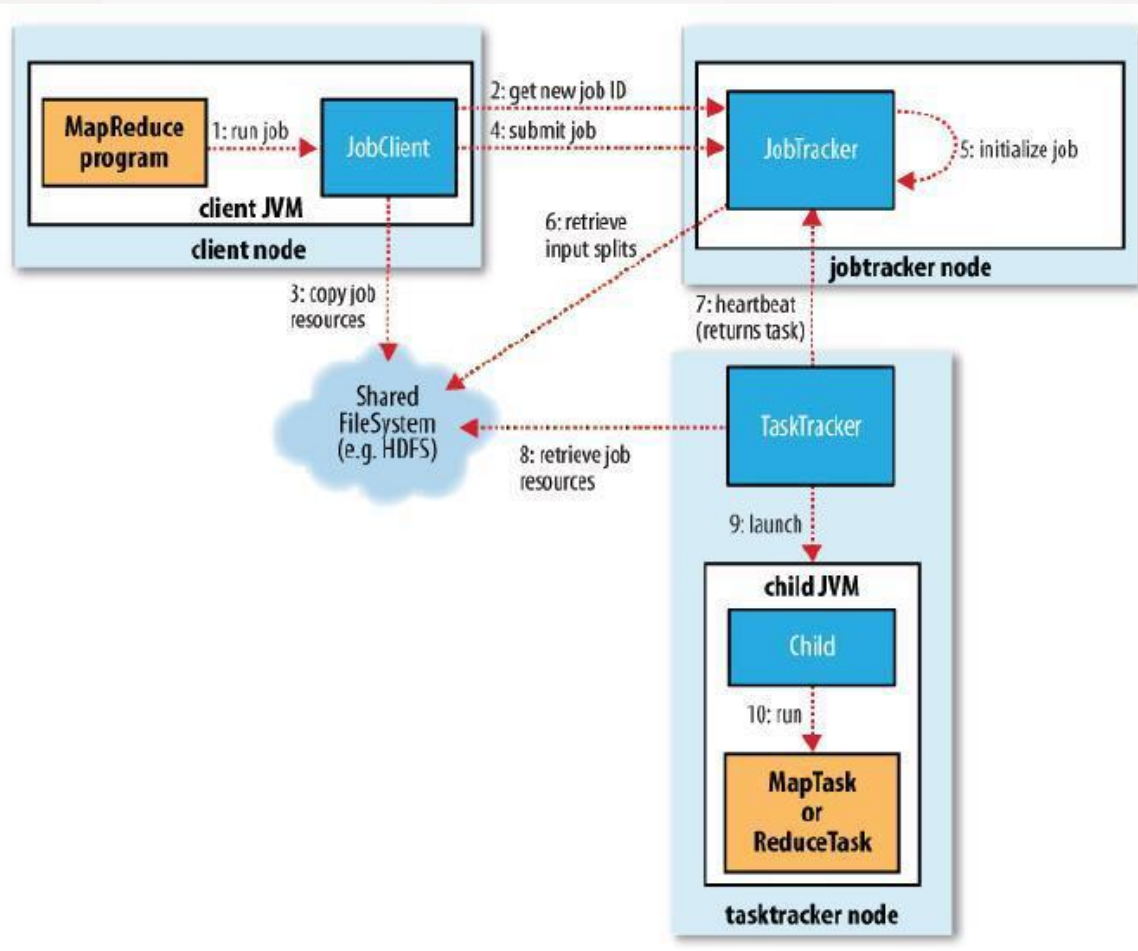 MapReduce
program
1: run job
JobClient
client JVM
client node
2: get new job ID
4: submit job
JobTracker
5: initialize job
jobtracker node
3: copy job
resources
6: retrieve
input splits
7: heartbeat
(returns task)
Shared
FileSystem
(e.g. HDFS)
8: retrieve job
resources
TaskTracker
9: launch
child JVM
Child
10: run
MapTask
or
ReduceTask
tasktracker node